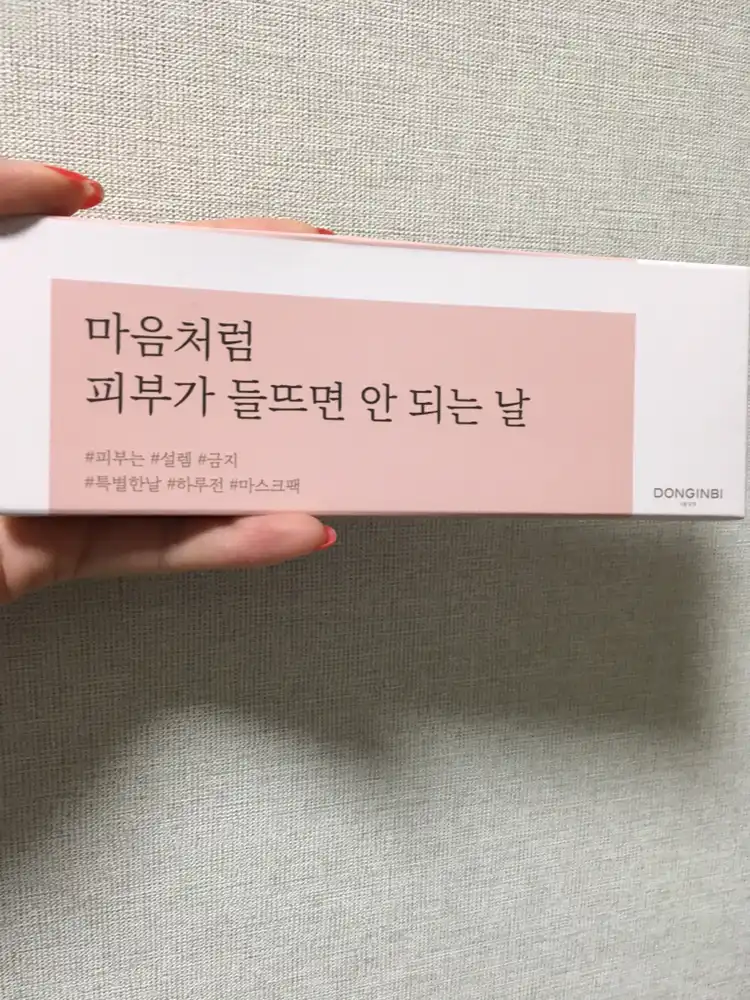 마음처럼
피부가 들뜨면 안 되는 날
#피부는 #설렘 #금지
#특별한날 #하루전 #마스크팩
DONGINBI